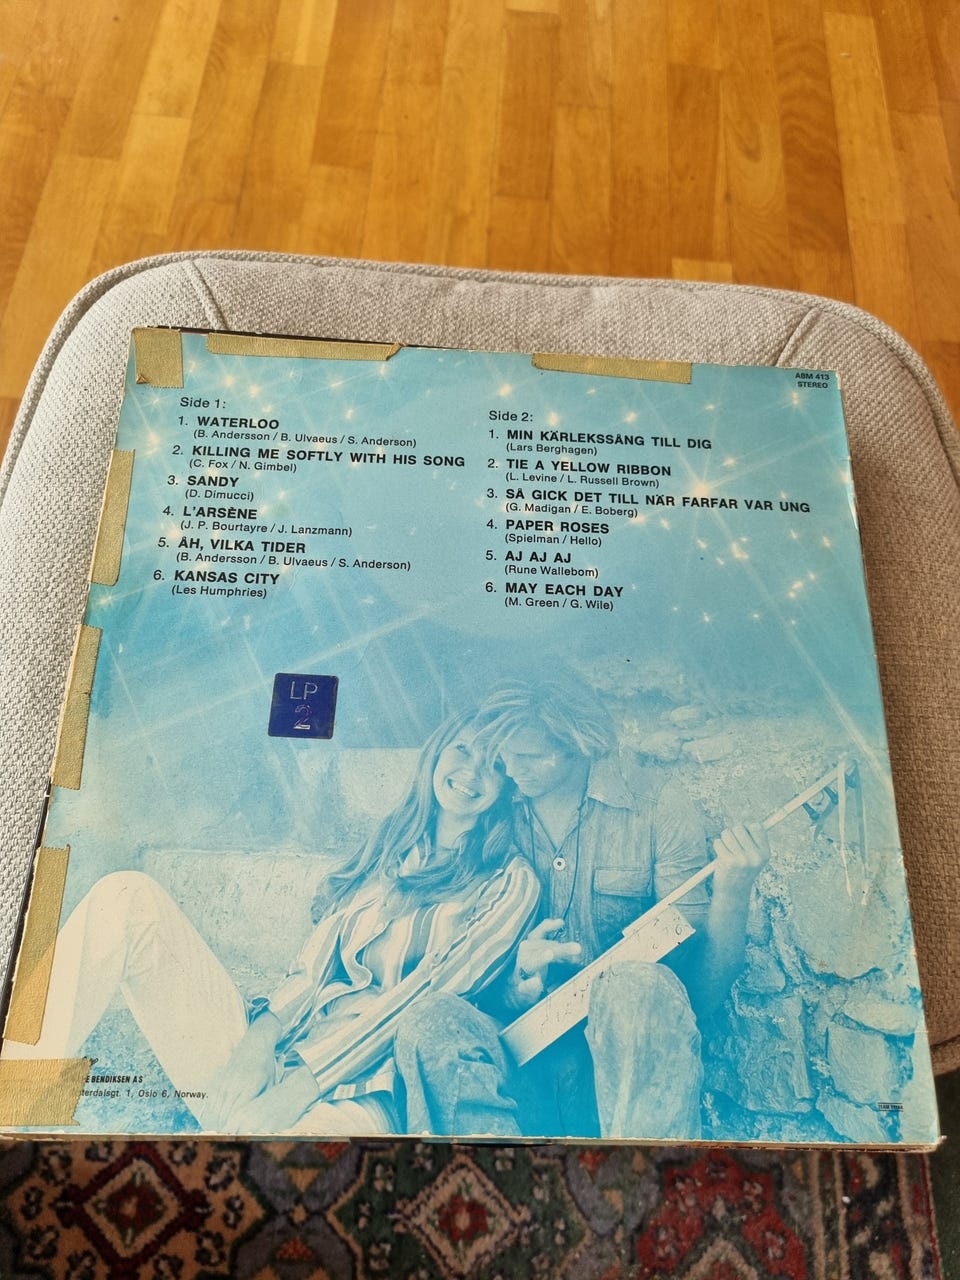 ABM 413
STEREO
Side 1:
1. WATERLOO
(B. Andersson / B. Ulvaeus / S. Anderson)
2. KILLING ME SOFTLY WITH HIS SONG
(C. Fox / N. Gimbel)
3. SANDY
(D. Dimucci)
4. L'ARSÈNE
(J. P. Bourtayre / J. Lanzmann)
5. ÅH, VILKA TIDER
(B. Andersson / B. Ulvaeus / S. Anderson)
6. KANSAS CITY
(Les Humphries)
Side 2:
1. MIN KÄRLEKSSÅNG TILL DIG
(Lars Berghagen)
2. TIE A YELLOW RIBBON
(L. Levine / L. Russell Brown)
3. SÅ GICK DET TILL NÄR FARFAR VAR UNG
(G. Madigan / E. Boberg)
4. PAPER ROSES
(Spielman / Hello)
5. AJ AJ AJ
(Rune Wallebom)
6. MAY EACH DAY
(M. Green / G. Wile)
LP
2
E BENDIKSEN A S
terdalsgt. 1, Oslo 6, Norway.